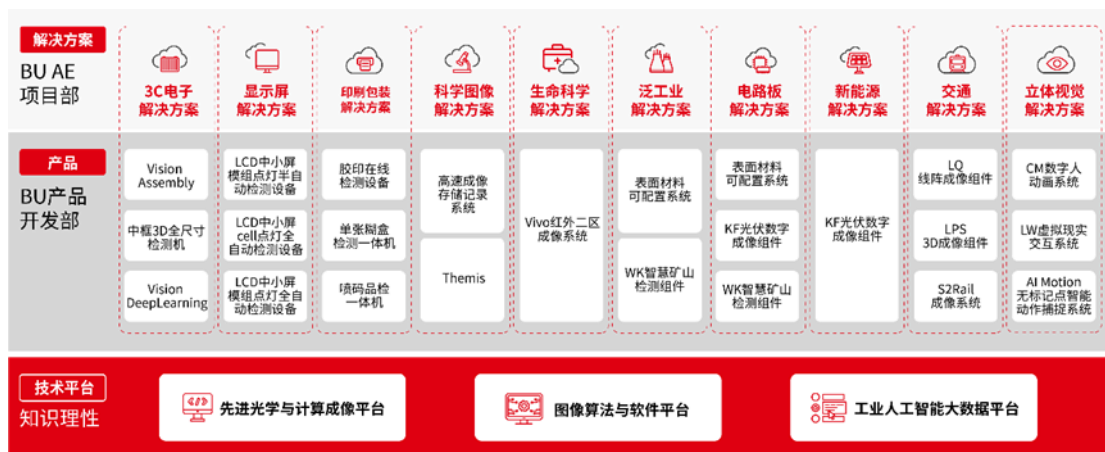 解决方案
BU AE
项目部
3C电子
解决方案
显示屏
解决方案
印刷包装
解决方案
科学图像
解决方案
生命科学
解决方案
泛工业
解决方案
电路板
解决方案
新能源
解决方案
交通
解决方案
立体视觉
解决方案
产品
BU产品
开发部
Vision
Assembly
中框3D全尺寸
检测机
Vision
DeepLearning
LCD中小屏
模组点灯半自
动检测设备
LCD中小屏
cell点灯全
自动检测设备
LCD中小屏
模组点灯全自
动检测设备
胶印在线
检测设备
单张糊盒
检测一体机
喷码品检
一体机
高速成像
存储记录
系统
Themis
Vivo红外二区
成像系统
表面材料
可配置系统
WK智慧矿山
检测组件
表面材料
可配置系统
KF光伏数字
成像组件
WK智慧矿山
检测组件
KF光伏数字
成像组件
LQ
线阵成像组件
LPS
3D成像组件
S2Rail
成像系统
CM数字人
动画系统
LW虚拟现实
交互系统
AI Motion
无标记点智能
动作捕捉系统
技术平台
知识理性
先进光学与计算成像平台
图像算法与软件平台
工业人工智能大数据平台